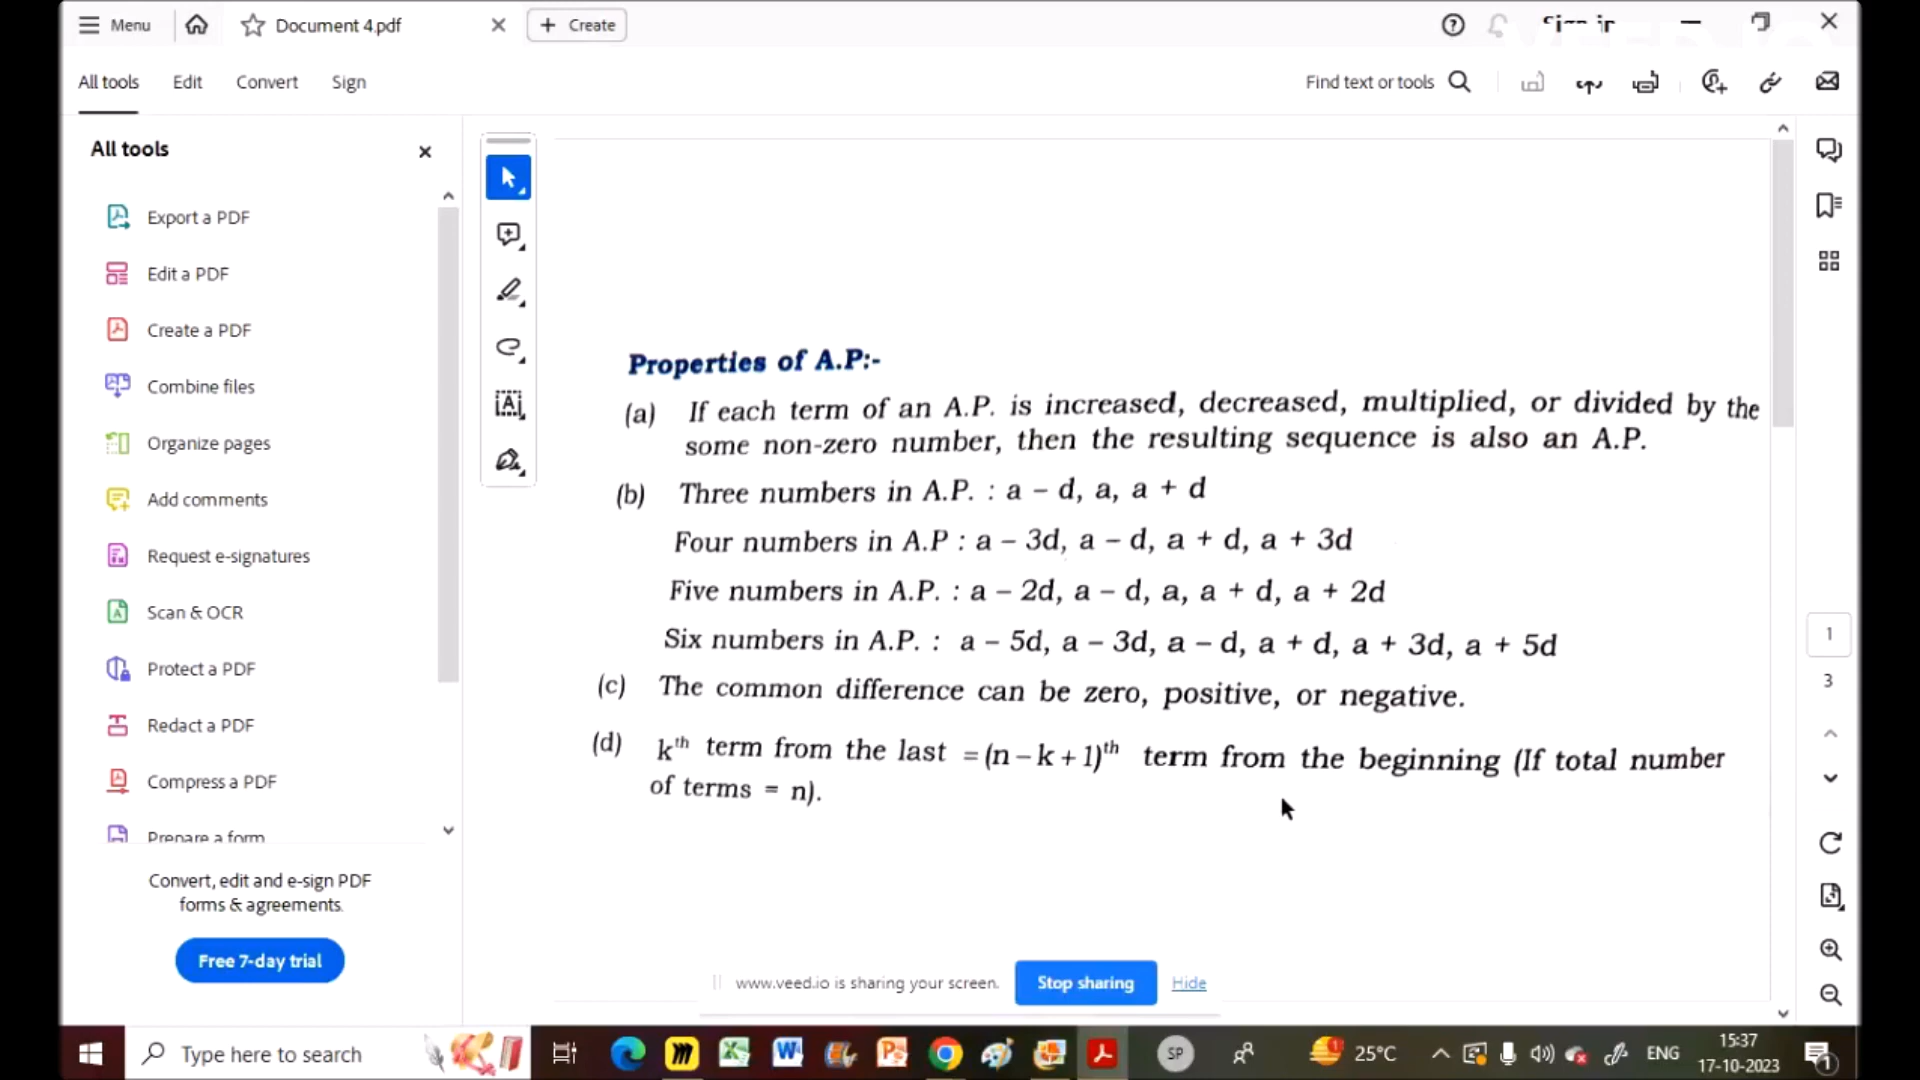 Menu
Document 4.pdf
Create
All tools
Edit
Convert
Sign
Find text or tools
All tools
Export a PDF
Edit a PDF
Create a PDF
Combine files
Organize pages
Add comments
Request e-signatures
Scan & OCR
Protect a PDF
Redact a PDF
Compress a PDF
Prepare a form
Convert, edit and e-sign PDF
forms & agreements.
Free 7-day trial
Properties of A.P:-
(a) If each term of an A.P. is increased, decreased, multiplied, or divided by the
some non-zero number, then the resulting sequence is also an A.P.
(b) Three numbers in A.P. : a – d, a, a + d
Four numbers in A.P : a – 3d, a – d, a + d, a + 3d
Five numbers in A.P. : a – 2d, a – d, a, a + d, a + 2d
Six numbers in A.P. : a – 5d, a – 3d, a – d, a + d, a + 3d, a + 5d
(c) The common difference can be zero, positive, or negative.
(d) kᵗʰ term from the last = (n – k + 1)ᵗʰ term from the beginning (If total number
of terms = n).
1
3
www.veed.io is sharing your screen.
Stop sharing
Hide
Type here to search
SP
25°C
ENG
15:37
17-10-2023
1